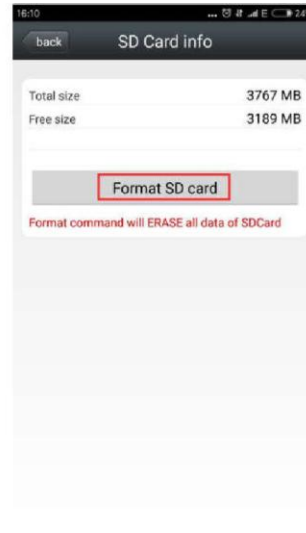 16:10 ... E 24
back SD Card info
Total size 3767 MB
Free size 3189 MB
Format SD card
Format command will ERASE all data of SDCard